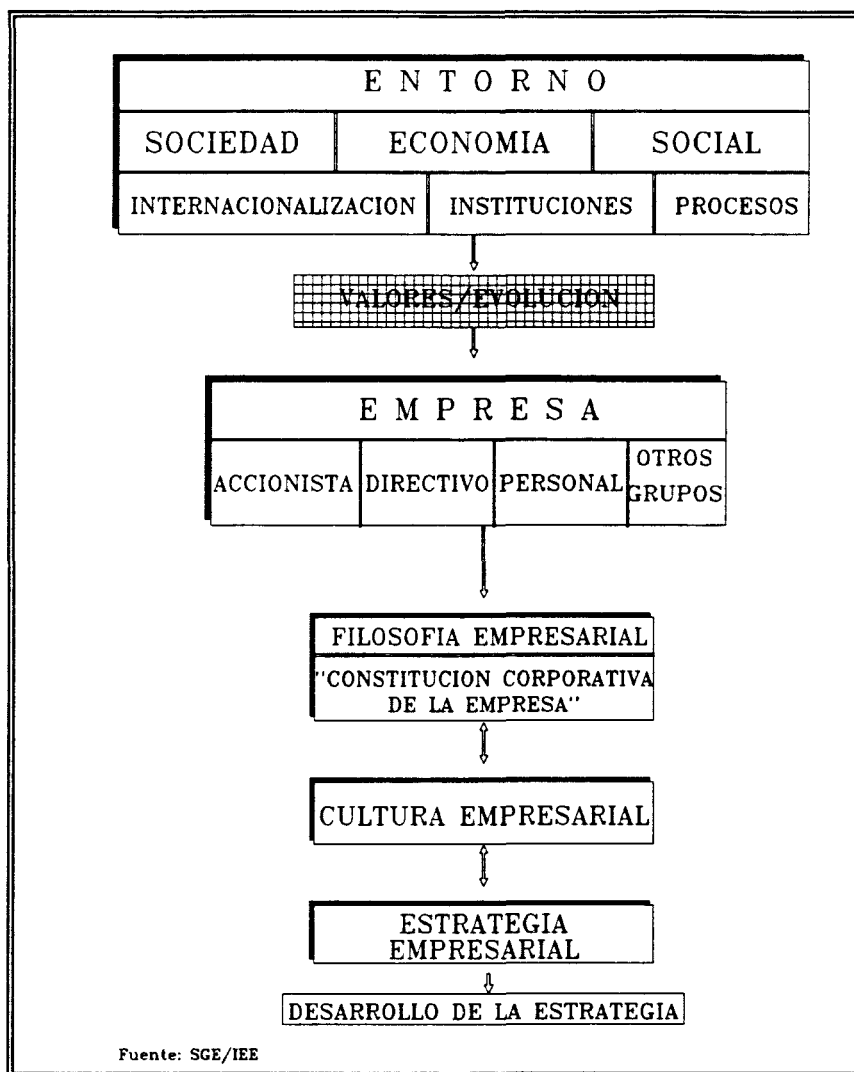 E N T O R N O
SOCIEDAD ECONOMIA SOCIAL
INTERNACIONALIZACION INSTITUCIONES PROCESOS
VALORES/EVOLUCION
E M P R E S A
ACCIONISTA DIRECTIVO PERSONAL OTROS GRUPOS
FILOSOFIA EMPRESARIAL
"CONSTITUCION CORPORATIVA
DE LA EMPRESA"
CULTURA EMPRESARIAL
ESTRATEGIA
EMPRESARIAL
DESARROLLO DE LA ESTRATEGIA
Fuente: SGE/IEE